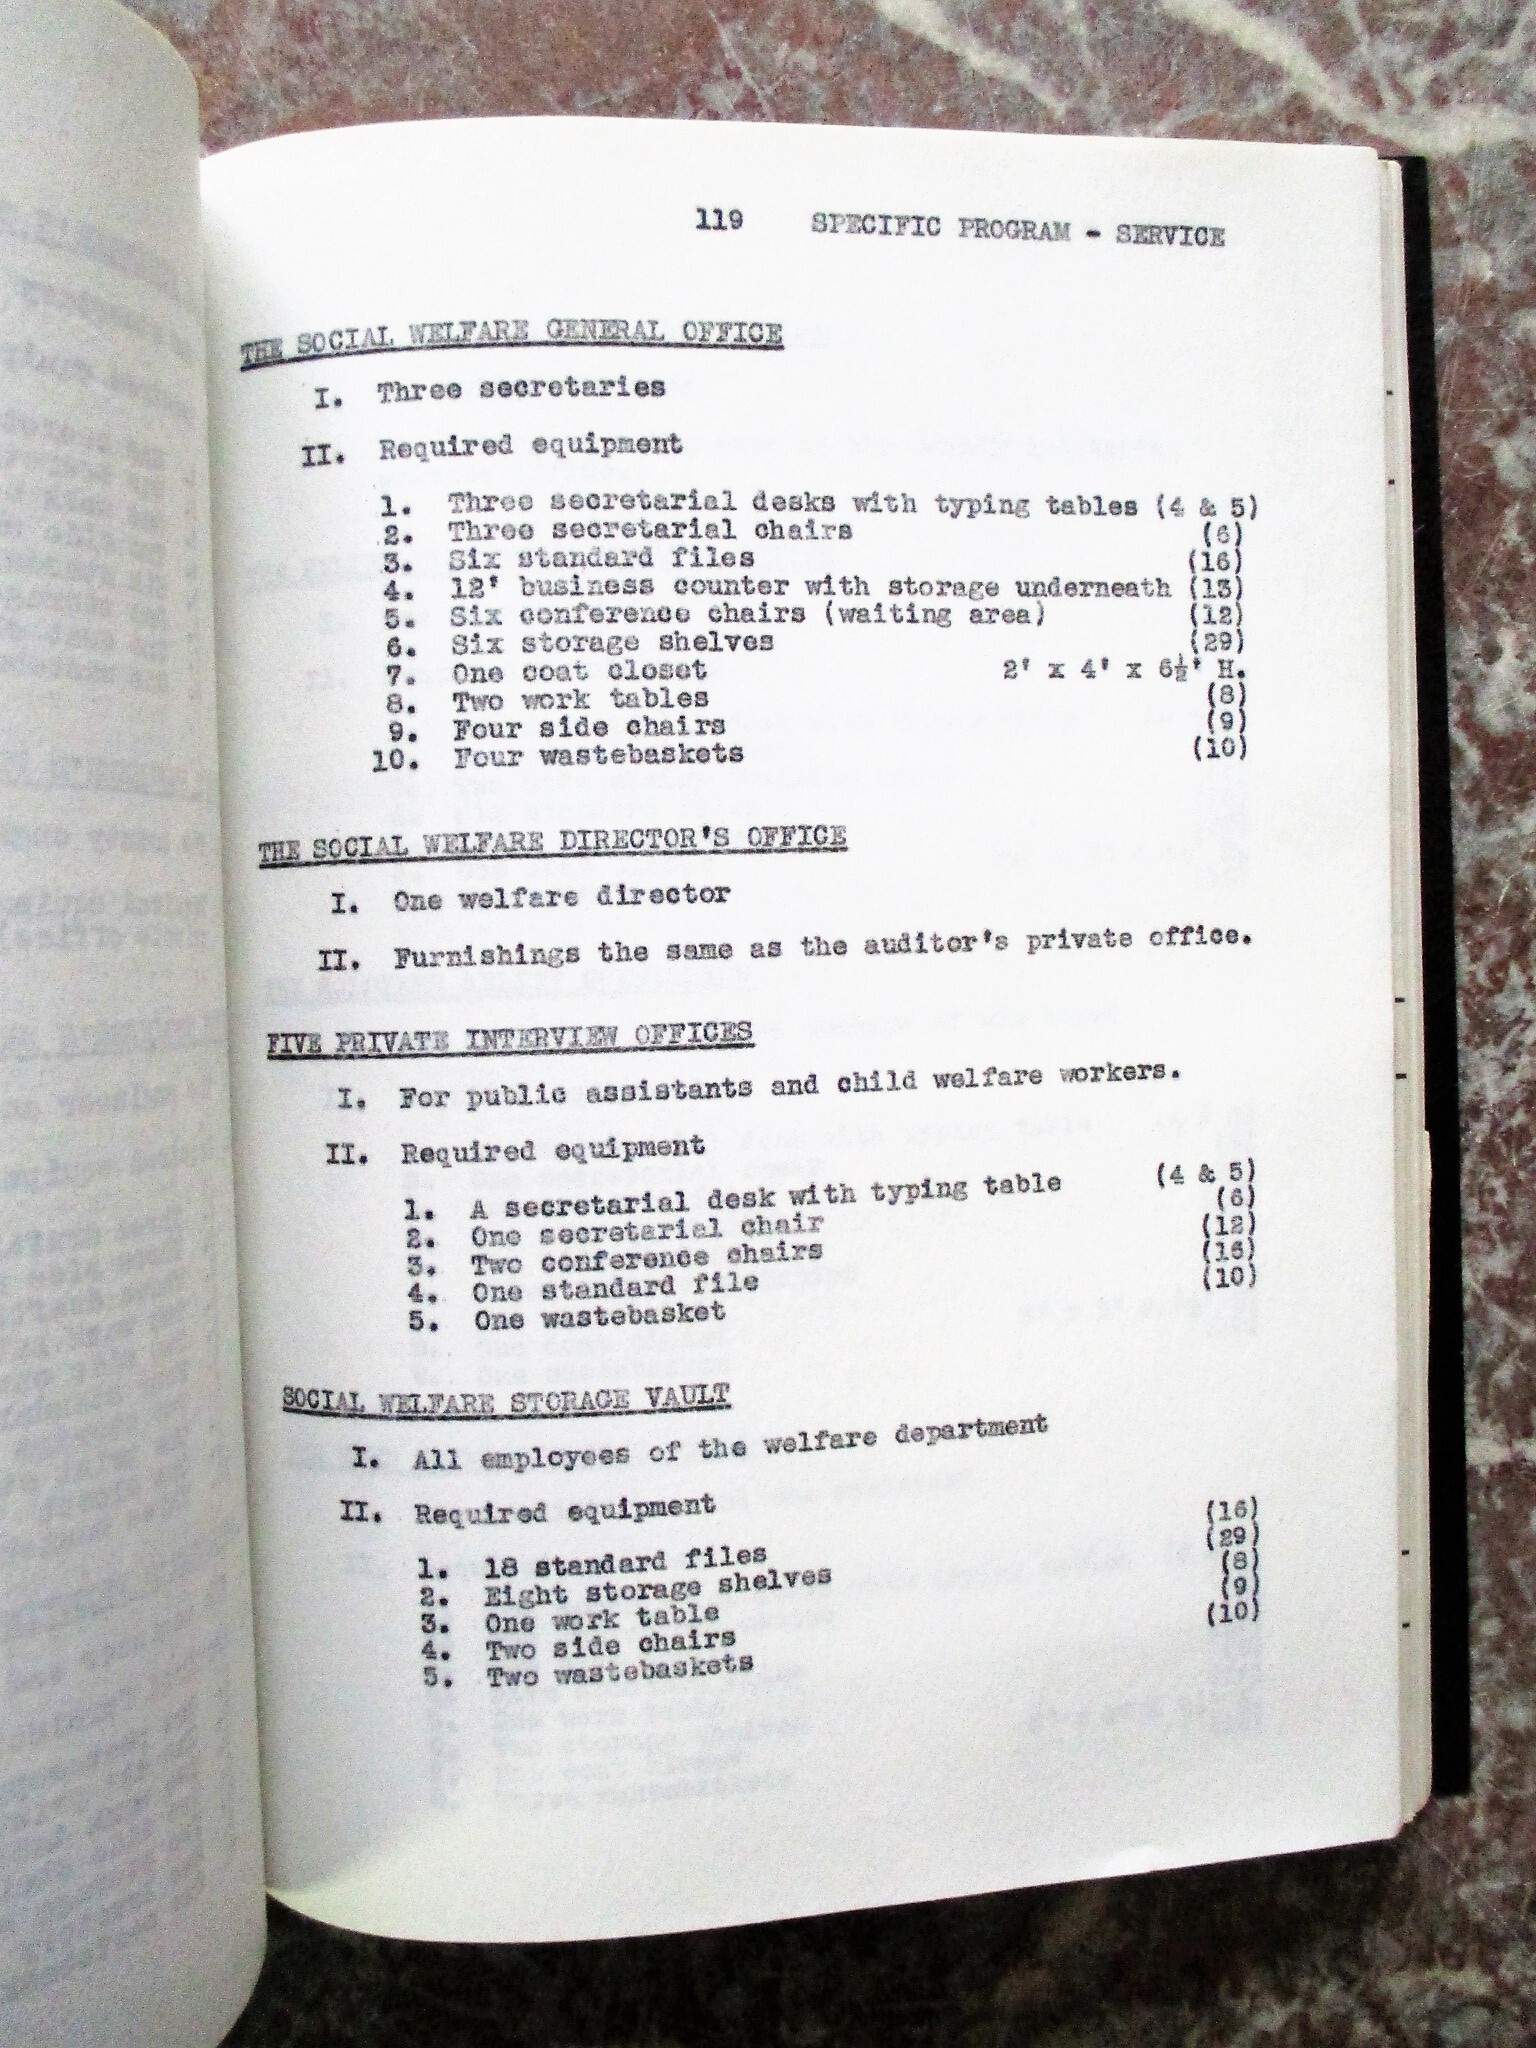 119 SPECIFIC PROGRAM - SERVICE
THE SOCIAL WELFARE GENERAL OFFICE
I. Three secretaries
II. Required equipment
1. Three secretarial desks with typing tables (4 & 5)
2. Three secretarial chairs (6)
3. Six standard files (16)
4. 12' business counter with storage underneath (13)
5. Six conference chairs (waiting area) (12)
6. Six storage shelves (29)
7. One coat closet 2' x 4' x 6½' H.
8. Two work tables (8)
9. Four side chairs (9)
10. Four wastebaskets (10)
THE SOCIAL WELFARE DIRECTOR'S OFFICE
I. One welfare director
II. Furnishings the same as the auditor's private office.
FIVE PRIVATE INTERVIEW OFFICES
I. For public assistants and child welfare workers.
II. Required equipment
1. A secretarial desk with typing table (4 & 5)
2. One secretarial chair (6)
3. Two conference chairs (12)
4. One standard file (16)
5. One wastebasket (10)
SOCIAL WELFARE STORAGE VAULT
I. All employees of the welfare department
II. Required equipment
1. 18 standard files (16)
2. Eight storage shelves (29)
3. One work table (8)
4. Two side chairs (9)
5. Two wastebaskets (10)